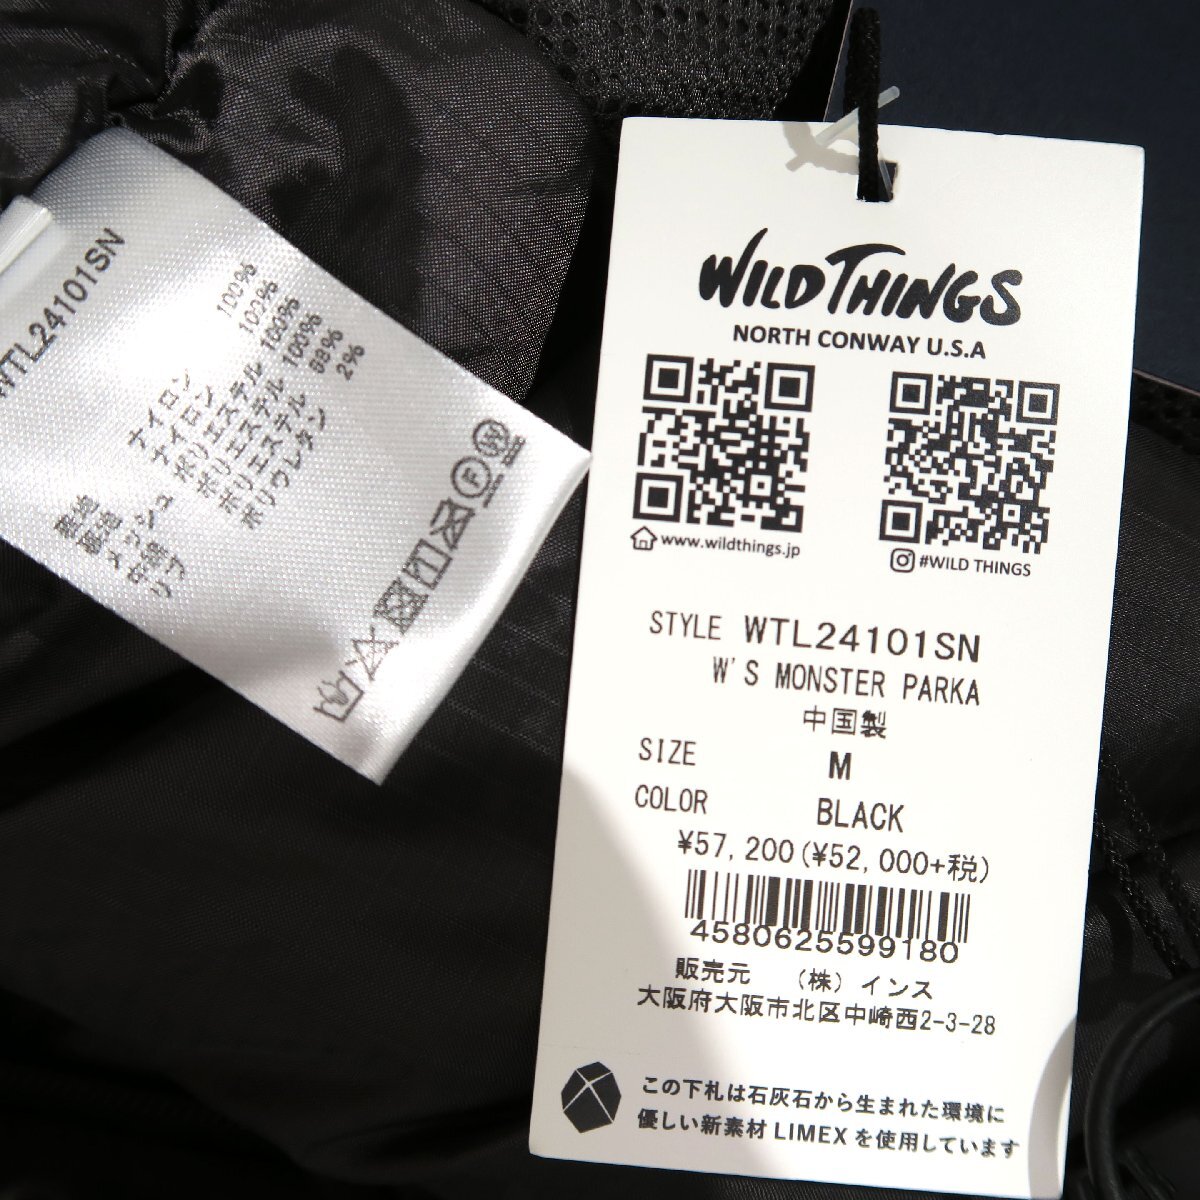 WTL24101SN
表地 ナイロン 100%
裏地 ナイロン 100%
メッシュ ポリエステル 100%
中綿 ポリエステル 100%
リブ ポリエステル 98%
ポリウレタン 2%
WILD THINGS
NORTH CONWAY U.S.A
www.wildthings.jp
#WILD THINGS
STYLE WTL24101SN
W'S MONSTER PARKA
中国製
SIZE M
COLOR BLACK
¥57,200(¥52,000+税)
4580625599180
販売元 (株)インス
大阪府大阪市北区中崎西2-3-28
この下札は石灰石から生まれた環境に
優しい新素材 LIMEX を使用しています